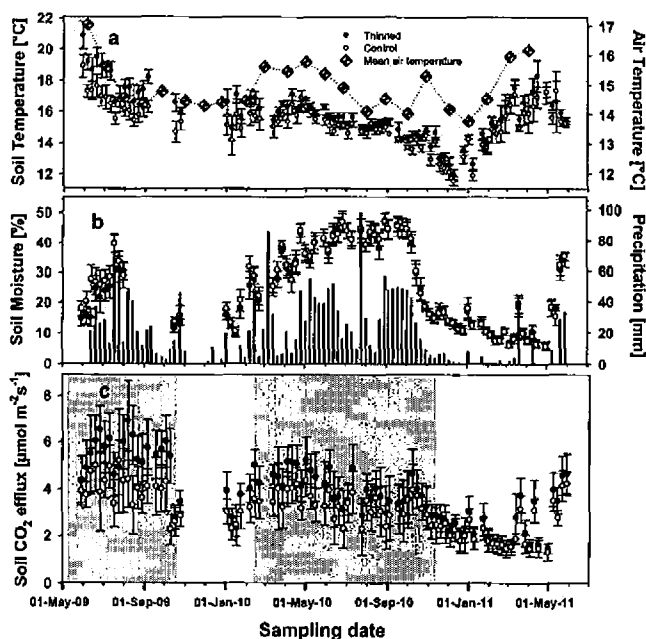 a
Thinned
Control
Mean air temperature
Soil Temperature [°C]
22
20
18
16
14
12
Air Temperature [°C]
17
16
15
14
13
12
b
Soil Moisture [%]
50
40
30
20
10
0
Precipitation [mm]
100
80
60
40
20
0
c
Soil CO2 efflux [μmol m-2s-1]
8
6
4
2
0
01-May-09 01-Sep-09 01-Jan-10 01-May-10 01-Sep-10 01-Jan-11 01-May-11
Sampling date